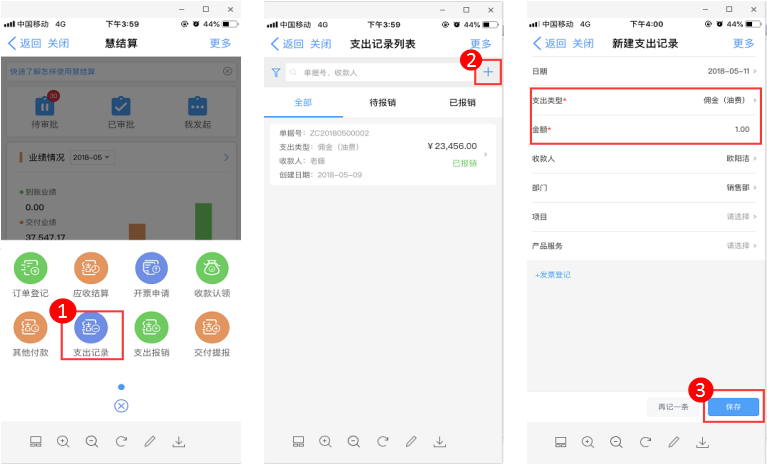 中国移动 4G 下午3:59 44%
返回 关闭 慧结算 更多
快速了解怎样使用慧结算
30
待审批 已审批 我发起
业绩情况 2018-05
到账业绩
0.00
交付业绩
37,547.17
订单登记 应收结算 开票申请 收款认领
1
其他付款 支出记录 支出报销 交付提报
中国移动 4G 下午3:59 44%
返回 关闭 支出记录列表 更多
2
单据号、收款人 +
全部 待报销 已报销
单据号：ZC20180500002
支出类型：佣金（油费） ¥ 23,456.00
收款人：老滕 已报销
创建日期：2018-05-09
中国移动 4G 下午4:00 44%
返回 关闭 新建支出记录 更多
日期 2018-05-11
支出类型* 佣金（油费）
金额* 1.00
收款人 欧阳洁
部门 销售部
项目 请选择
产品服务 请选择
+发票登记
3
再记一条 保存